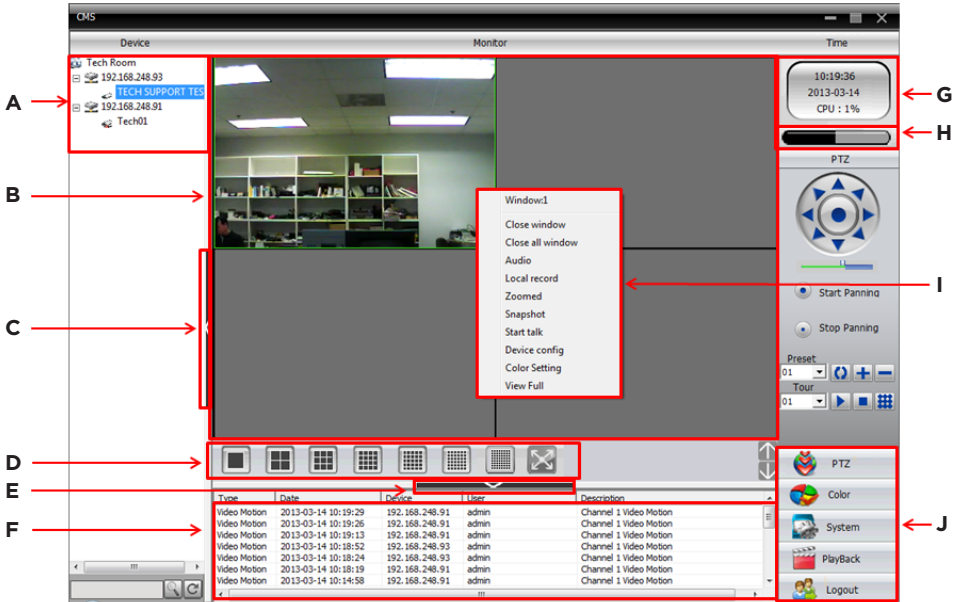 CMS
Device
Monitor
Time
Tech Room
192.168.248.93
TECH SUPPORT TES
192.168.248.91
Tech01
10:19:36
2013-03-14
CPU : 1%
PTZ
Start Panning
Stop Panning
Preset
01
Tour
01
Window:1
Close window
Close all window
Audio
Local record
Zoomed
Snapshot
Start talk
Device config
Color Setting
View Full
PTZ
Color
System
PlayBack
Logout
Type Date Device User Description
Video Motion 2013-03-14 10:19:29 192.168.248.91 admin Channel 1 Video Motion
Video Motion 2013-03-14 10:19:26 192.168.248.91 admin Channel 1 Video Motion
Video Motion 2013-03-14 10:19:13 192.168.248.91 admin Channel 1 Video Motion
Video Motion 2013-03-14 10:18:52 192.168.248.93 admin Channel 1 Video Motion
Video Motion 2013-03-14 10:18:24 192.168.248.93 admin Channel 1 Video Motion
Video Motion 2013-03-14 10:18:19 192.168.248.91 admin Channel 1 Video Motion
Video Motion 2013-03-14 10:14:58 192.168.248.91 admin Channel 1 Video Motion
A
B
C
D
E
F
G
H
I
J